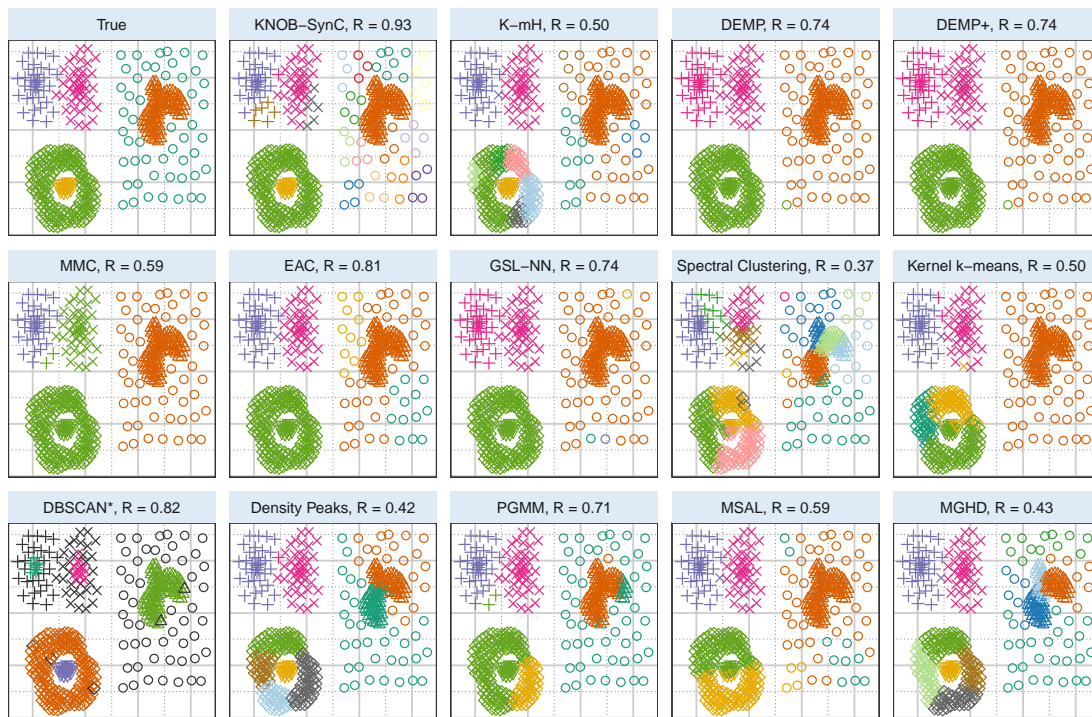 True
KNOB−SynC, R = 0.93
K−mH, R = 0.50
DEMP, R = 0.74
DEMP+, R = 0.74
MMC, R = 0.59
EAC, R = 0.81
GSL−NN, R = 0.74
Spectral Clustering, R = 0.37
Kernel k−means, R = 0.50
DBSCAN*, R = 0.82
Density Peaks, R = 0.42
PGMM, R = 0.71
MSAL, R = 0.59
MGHD, R = 0.43